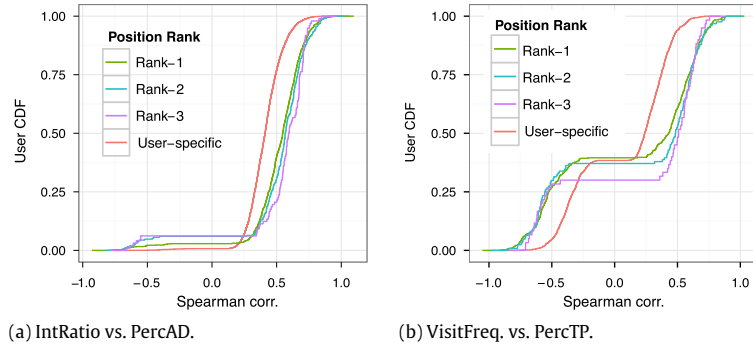 User CDF
1.00
0.75
0.50
0.25
0.00
Position Rank
Rank-1
Rank-2
Rank-3
User-specific
-1.0 -0.5 0.0 0.5 1.0
Spearman corr.
(a) IntRatio vs. PercAD.
User CDF
1.00
0.75
0.50
0.25
0.00
Position Rank
Rank-1
Rank-2
Rank-3
User-specific
-1.0 -0.5 0.0 0.5 1.0
Spearman corr.
(b) VisitFreq. vs. PercTP.